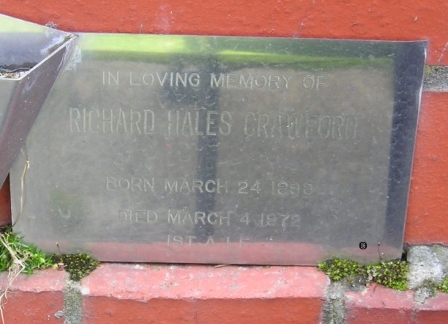 IN LOVING MEMORY OF
RICHARD HALES CRAWFORD
BORN MARCH 24 1898
DIED MARCH 4 1972
1ST A.I.F.